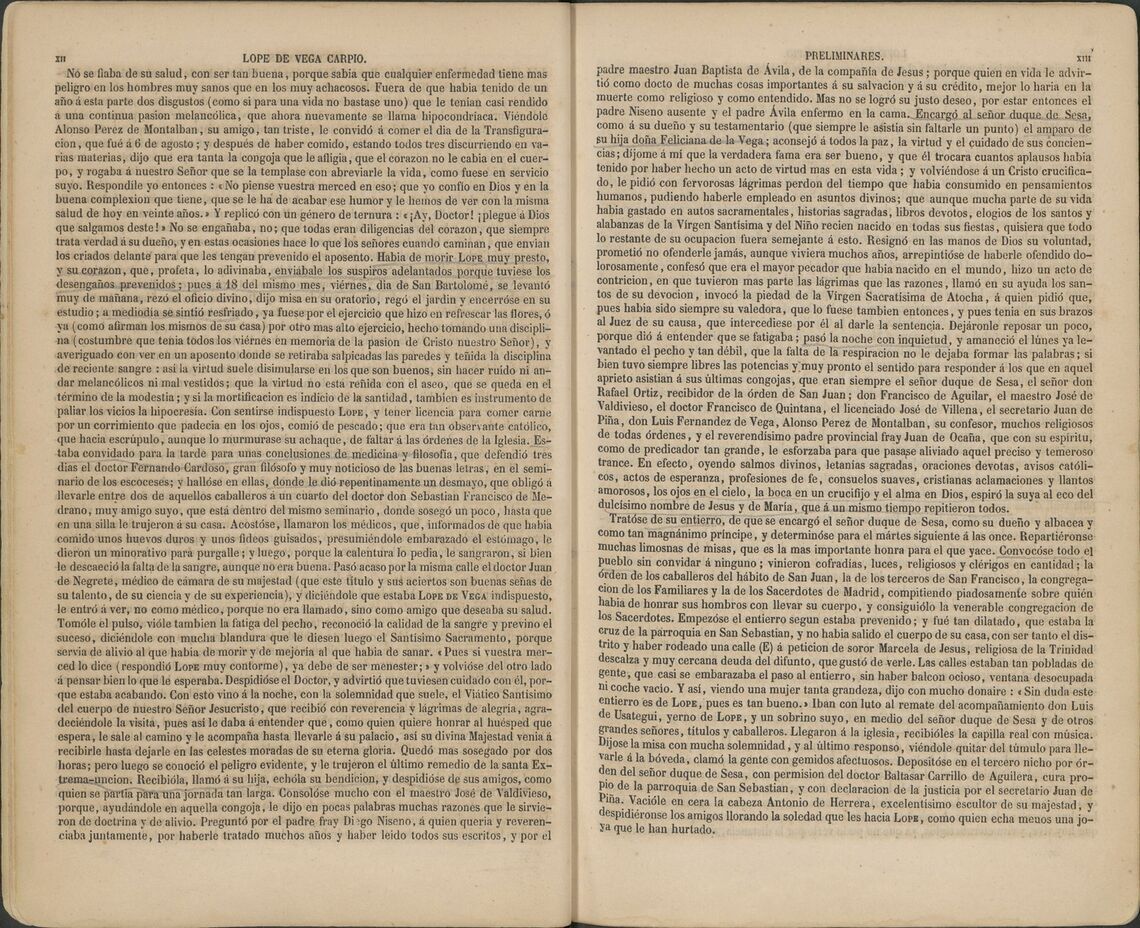 XII
LOPE DE VEGA CARPIO.
No se fiaba de su salud, con ser tan buena, porque sabia que cualquier enfermedad tiene mas
peligro en los hombres muy sanos que en los muy achacosos. Fuera de que habia tenido de un
año á esta parte dos disgustos (como si para una vida no bastase uno) que le tenian casi rendido
á una continua pasion melancólica, que ahora nuevamente se llama hipocondríaca. Viéndole
Alonso Perez de Montalban, su amigo, tan triste, le convidó á comer el dia de la Transfigura-
cion, que fué á 6 de agosto; y después de haber comido, estando todos tres discurriendo en va-
rias materias, dijo que era tanta la congoja que le afligia, que el corazon no le cabia en el cuer-
po, y rogaba á nuestro Señor que se la templase con abreviarle la vida, como fuese en servicio
suyo. Respondíle yo entonces: «No piense vuestra merced en eso; que yo confio en Dios y en la
buena complexion que tiene, que se le ha de acabar ese humor y le hemos de ver con la misma
salud de hoy en veinte años.» Y replicó con un género de ternura: «¡Ay, Doctor! ¡plegue á Dios
que salgamos deste!» No se engañaba, no; que todas eran diligencias del corazon, que siempre
trata verdad á su dueño, y en estas ocasiones hace lo que los señores cuando caminan, que envian
los criados delante para que les tengan prevenido el aposento. Habia de morir LOPE muy presto,
y su corazon, que, profeta, lo adivinaba, enviábale los suspiros adelantados porque tuviese los
desengaños prevenidos; pues á 18 del mismo mes, viérnes, dia de San Bartolomé, se levantó
muy de mañana, rezó el oficio divino, dijo misa en su oratorio, regó el jardin y encerróse en su
estudio; a mediodía se sintió resfriado, ya fuese por el ejercicio que hizo en refrescar las flores, ó
ya (como afirman los mismos de su casa) por otro mas alto ejercicio, hecho tomando una discipli-
na (costumbre que tenia todos los viérnes en memoria de la pasion de Cristo nuestro Señor), y
averiguado con ver en un aposento donde se retiraba salpicadas las paredes y teñida la disciplina
de reciente sangre: así la virtud suele disimularse en los que son buenos, sin hacer ruido ni an-
dar melancólicos ni mal vestidos; que la virtud no esta reñida con el aseo, que se queda en el
término de la modestia; y si la mortificacion es indicio de la santidad, tambien es instrumento de
paliar los vicios la hipocresía. Con sentirse indispuesto LOPE, y tener licencia para comer carne
por un corrimiento que padecia en los ojos, comió de pescado; que era tan observante católico,
que hacia escrúpulo, aunque lo murmurase su achaque, de faltar á las órdenes de la Iglesia. Es-
taba convidado para la tarde para unas conclusiones de medicina y filosofía, que defendió tres
dias el doctor Fernando Cardoso, gran filósofo y muy noticioso de las buenas letras, en el semi-
nario de los escoceses; y hallóse en ellas, donde le dió repentinamente un desmayo, que obligó á
llevarle entre dos de aquellos caballeros á un cuarto del doctor don Sebastian Francisco de Me-
drano, muy amigo suyo, que está dentro del mismo seminario, donde sosegó un poco, hasta que
en una silla le trujeron á su casa. Acostóse, llamaron los médicos, que, informados de que habia
comido unos huevos duros y unos fideos guisados, presumiéndole embarazado el estómago, le
dieron un minorativo para purgalle; y luego, porque la calentura lo pedia, le sangraron, si bien
le descaeció la falta de la sangre, aunque no era buena. Pasó acaso por la misma calle el doctor Juan
de Negrete, médico de cámara de su majestad (que este título y sus aciertos son buenas señas de
su talento, de su ciencia y de su experiencia), y diciéndole que estaba LOPE DE VEGA indispuesto,
le entró á ver, no como médico, porque no era llamado, sino como amigo que deseaba su salud.
Tomóle el pulso, vióle tambien la fatiga del pecho, reconoció la calidad de la sangre y previno el
suceso, diciéndole con mucha blandura que le diesen luego el Santísimo Sacramento, porque
servia de alivio al que habia de morir y de mejoría al que habia de sanar. «Pues si vuestra mer-
ced lo dice (respondió LOPE muy conforme), ya debe de ser menester;» y volvióse del otro lado
á pensar bien lo que le esperaba. Despidióse el Doctor, y advirtió que tuviesen cuidado con él, por-
que estaba acabando. Con esto vino á la noche, con la solemnidad que suele, el Viático Santísimo
del cuerpo de nuestro Señor Jesucristo, que recibió con reverencia y lágrimas de alegria, agra-
deciéndole la visita, pues así le daba á entender que, como quien quiere honrar al huésped que
espera, le sale al camino y le acompaña hasta llevarle á su palacio, así su divina Majestad venia á
recibirle hasta dejarle en las celestes moradas de su eterna gloria. Quedó mas sosegado por dos
horas; pero luego se conoció el peligro evidente, y le trujeron el último remedio de la santa Ex-
trema-uncion. Recibióla, llamó á su hija, echóla su bendicion, y despidióse de sus amigos, como
quien se partia para una jornada tan larga. Consolóse mucho con el maestro José de Valdivieso,
porque, ayudándole en aquella congoja, le dijo en pocas palabras muchas razones que le sirvie-
ron de doctrina y de alivio. Preguntó por el padre fray Diego Niseno, á quien queria y reveren-
ciaba juntamente, por haberle tratado muchos años y haber leido todos sus escritos, y por el
PRELIMINARES.
XIII
padre maestro Juan Baptista de Ávila, de la compañía de Jesus; porque quien en vida le advir-
tió como docto de muchas cosas importantes á su salvacion y á su crédito, mejor lo haria en la
muerte como religioso y como entendido. Mas no se logró su justo deseo, por estar entonces el
padre Niseno ausente y el padre Ávila enfermo en la cama. Encargó al señor duque de Sesa,
como á su dueño y su testamentario (que siempre le asistia sin faltarle un punto) el amparo de
su hija doña Feliciana de la Vega; aconsejó á todos la paz, la virtud y el cuidado de sus concien-
cias; díjome á mí que la verdadera fama era ser bueno, y que él trocara cuantos aplausos habia
tenido por haber hecho un acto de virtud mas en esta vida; y volviéndose á un Cristo crucifica-
do, le pidió con fervorosas lágrimas perdon del tiempo que habia consumido en pensamientos
humanos, pudiendo haberle empleado en asuntos divinos; que aunque mucha parte de su vida
habia gastado en autos sacramentales, historias sagradas, libros devotos, elogios de los santos y
alabanzas de la Vírgen Santísima y del Niño recien nacido en todas sus fiestas, quisiera que todo
lo restante de su ocupacion fuera semejante á esto. Resignó en las manos de Dios su voluntad,
prometió no ofenderle jamás, aunque viviera muchos años, arrepintióse de haberle ofendido do-
lorosamente, confesó que era el mayor pecador que habia nacido en el mundo, hizo un acto de
contricion, en que tuvieron mas parte las lágrimas que las razones, llamó en su ayuda los san-
tos de su devocion, invocó la piedad de la Vírgen Sacratísima de Atocha, á quien pidió que,
pues habia sido siempre su valedora, que lo fuese tambien entonces, y pues tenia en sus brazos
al Juez de su causa, que intercediese por él al darle la sentencia. Dejáronle reposar un poco,
porque dió á entender que se fatigaba; pasó la noche con inquietud, y amaneció el lúnes ya le-
vantado el pecho y tan débil, que la falta de la respiracion no le dejaba formar las palabras; si
bien tuvo siempre libres las potencias y muy pronto el sentido para responder á los que en aquel
aprieto asistian á sus últimas congojas, que eran siempre el señor duque de Sesa, el señor don
Rafael Ortiz, recibidor de la órden de San Juan; don Francisco de Aguilar, el maestro José de
Valdivieso, el doctor Francisco de Quintana, el licenciado José de Villena, el secretario Juan de
Piña, don Luis Fernandez de Vega, Alonso Perez de Montalban, su confesor, muchos religiosos
de todas órdenes, y el reverendísimo padre provincial fray Juan de Ocaña, que con su espíritu,
como de predicador tan grande, le esforzaba para que pasase aliviado aquel preciso y temeroso
trance. En efecto, oyendo salmos divinos, letanías sagradas, oraciones devotas, avisos católi-
cos, actos de esperanza, profesiones de fe, consuelos suaves, cristianas aclamaciones y llantos
amorosos, los ojos en el cielo, la boca en un crucifijo y el alma en Dios, espiró la suya al eco del
dulcísimo nombre de Jesus y de María, que á un mismo tiempo repitieron todos.
Tratóse de su entierro, de que se encargó el señor duque de Sesa, como su dueño y albacea y
como tan magnánimo príncipe, y determinóse para el mártes siguiente á las once. Repartiéronse
muchas limosnas de misas, que es la mas importante honra para el que yace. Convocóse todo el
pueblo sin convidar á ninguno; vinieron cofradias, luces, religiosos y clérigos en cantidad; la
órden de los caballeros del hábito de San Juan, la de los terceros de San Francisco, la congrega-
cion de los Familiares y la de los Sacerdotes de Madrid, compitiendo piadosamente sobre quién
habia de honrar sus hombros con llevar su cuerpo, y consiguiólo la venerable congregacion de
los Sacerdotes. Empezóse el entierro segun estaba prevenido; y fué tan dilatado, que estaba la
cruz de la parroquia en San Sebastian, y no habia salido el cuerpo de su casa, con ser tanto el dis-
trito y haber rodeado una calle (E) á peticion de soror Marcela de Jesus, religiosa de la Trinidad
descalza y muy cercana deuda del difunto, que gustó de verle. Las calles estaban tan pobladas de
gente, que casi se embarazaba el paso al entierro, sin haber balcon ocioso, ventana desocupada
ni coche vacío. Y así, viendo una mujer tanta grandeza, dijo con mucho donaire: «Sin duda este
entierro es de LOPE, pues es tan bueno.» Iban con luto al remate del acompañamiento don Luis
de Usategui, yerno de LOPE, y un sobrino suyo, en medio del señor duque de Sesa y de otros
grandes señores, títulos y caballeros. Llegaron á la iglesia, recibióles la capilla real con música.
Díjose la misa con mucha solemnidad, y al último responso, viéndole quitar del túmulo para lle-
varle á la bóveda, clamó la gente con gemidos afectuosos. Depositóse en el tercero nicho por ór-
den del señor duque de Sesa, con permision del doctor Baltasar Carrillo de Aguilera, cura pro-
pio de la parroquia de San Sebastian, y con declaracion de la justicia por el secretario Juan de
Piña. Vacióle en cera la cabeza Antonio de Herrera, excelentísimo escultor de su majestad, y
despidiéronse los amigos llorando la soledad que les hacia LOPE, como quien echa menos una jo-
ya que le han hurtado.